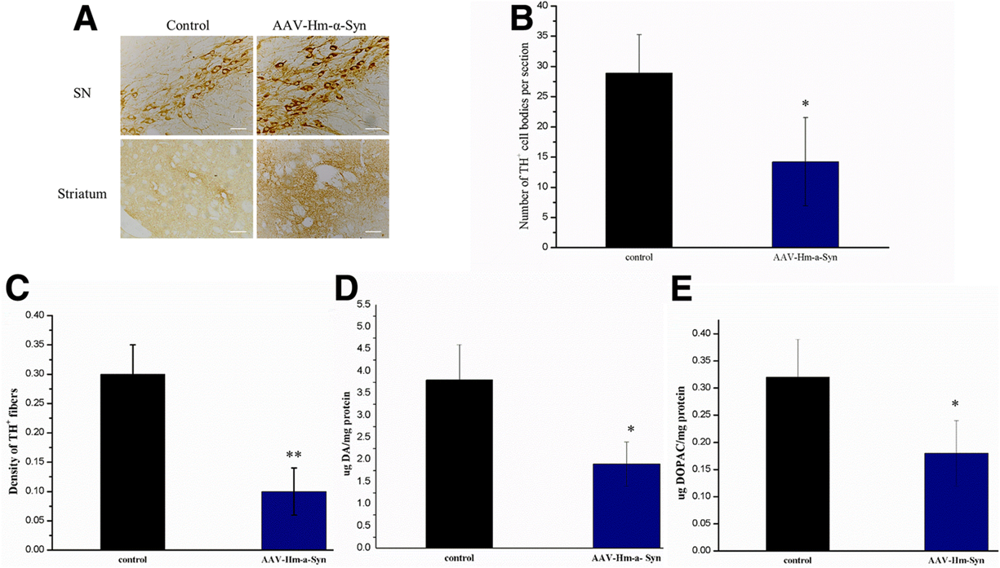 A
Control
AAV-Hm-α-Syn
SN
Striatum
B
40
35
30
25
20
15
10
5
0
Number of TH+ cell bodies per section
*
control
AAV-Hm-a-Syn
C
0.40
0.35
0.30
0.25
0.20
0.15
0.10
0.05
0.00
Density of TH+ fibers
**
control
AAV-Hm-a-Syn
D
5.5
5.0
4.5
4.0
3.5
3.0
2.5
2.0
1.5
1.0
0.5
0.0
ug DA/mg protein
*
control
AAV-Hm-a- Syn
E
0.40
0.35
0.30
0.25
0.20
0.15
0.10
0.05
0.00
ug DOPAC/mg protein
*
control
AAV-Hm-Syn